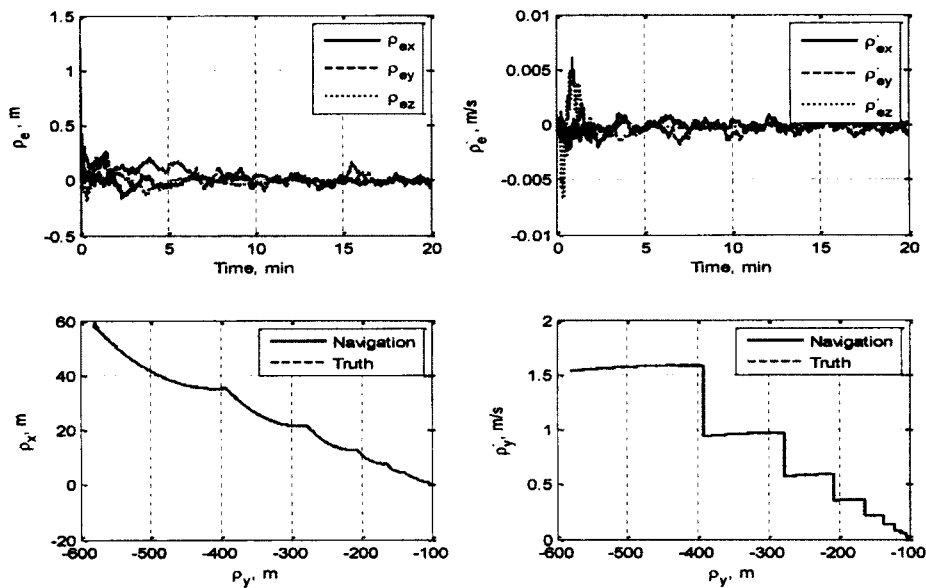 1.5
1
0.5
0
-0.5
ρₑ, m
ρex
ρey
ρez
0 5 10 15 20
Time, min
0.01
0.005
0
-0.005
-0.01
ρ̇ₑ, m/s
ρ̇ex
ρ̇ey
ρ̇ez
0 5 10 15 20
Time, min
60
40
20
0
-20
ρₓ, m
Navigation
Truth
-600 -500 -400 -300 -200 -100
ρy, m
2
1.5
1
0.5
0
ρ̇y, m/s
Navigation
Truth
-600 -500 -400 -300 -200 -100
ρy, m